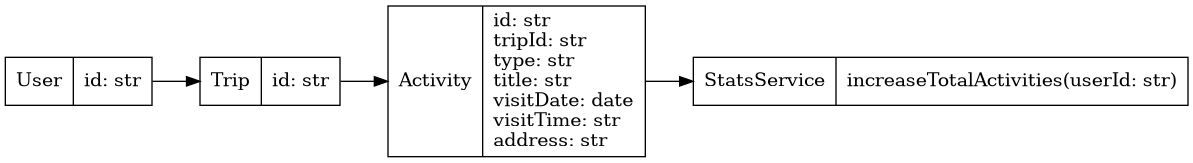 User
id: str
Trip
id: str
Activity
id: str
tripId: str
type: str
title: str
visitDate: date
visitTime: str
address: str
StatsService
increaseTotalActivities(userId: str)